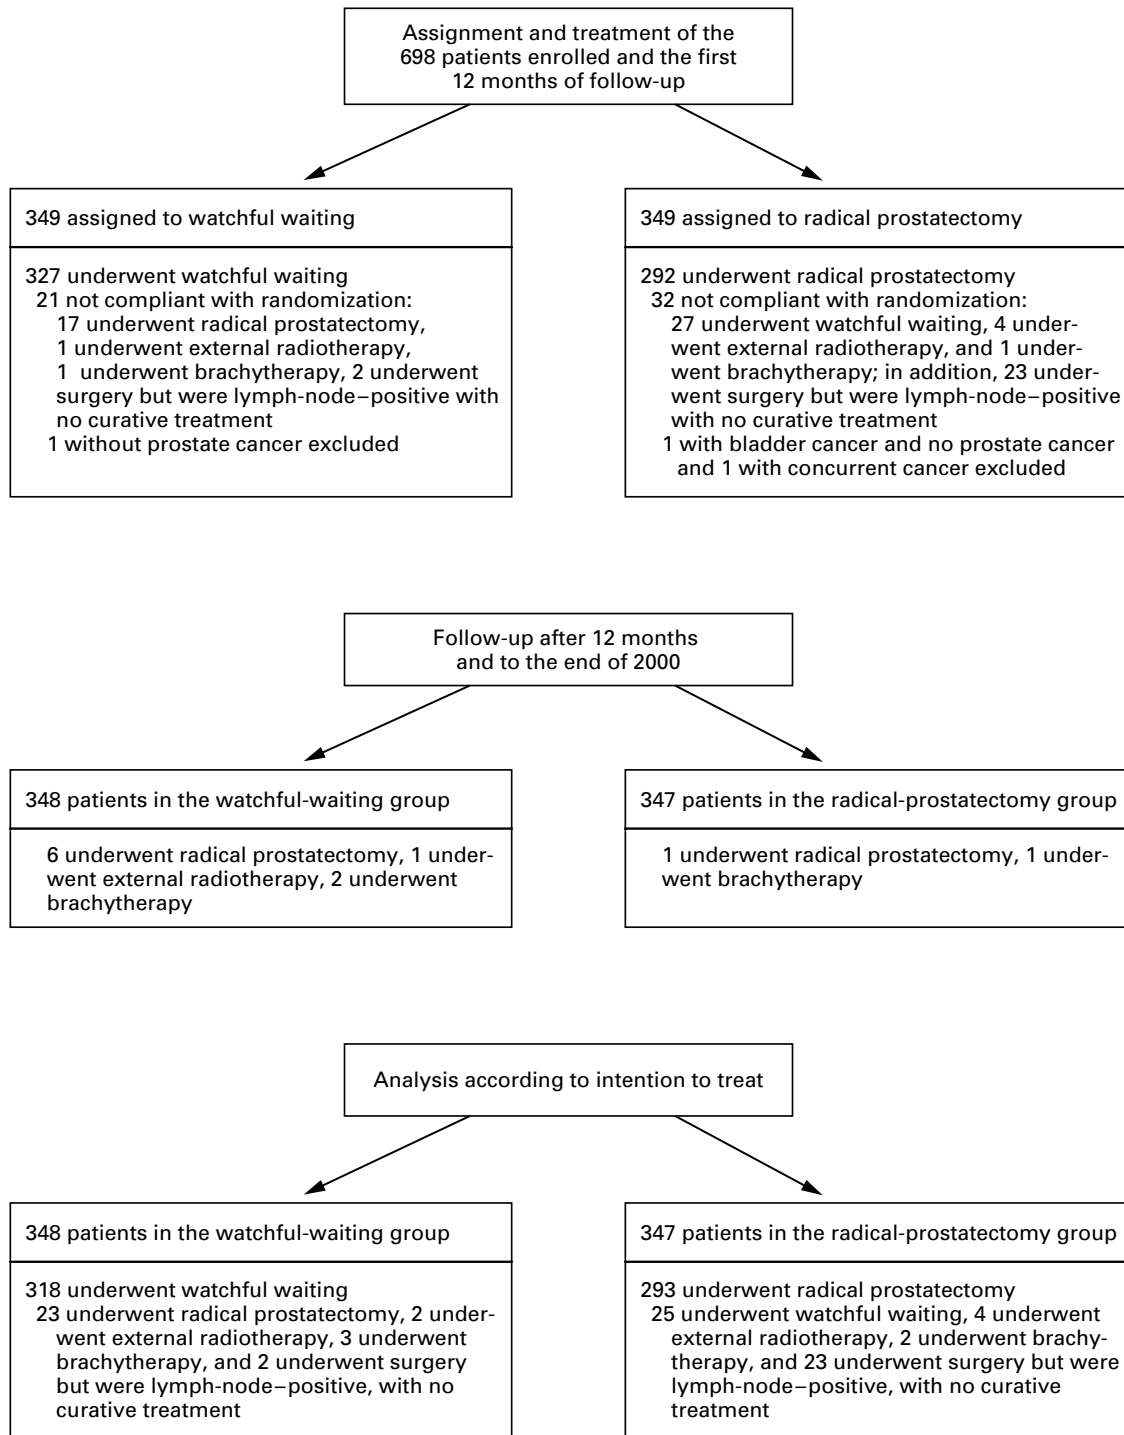 Assignment and treatment of the
698 patients enrolled and the first
12 months of follow-up
349 assigned to watchful waiting
327 underwent watchful waiting
21 not compliant with randomization:
17 underwent radical prostatectomy,
1 underwent external radiotherapy,
1 underwent brachytherapy, 2 underwent
surgery but were lymph-node–positive with
no curative treatment
1 without prostate cancer excluded
349 assigned to radical prostatectomy
292 underwent radical prostatectomy
32 not compliant with randomization:
27 underwent watchful waiting, 4 under-
went external radiotherapy, and 1 under-
went brachytherapy; in addition, 23 under-
went surgery but were lymph-node–positive
with no curative treatment
1 with bladder cancer and no prostate cancer
and 1 with concurrent cancer excluded
Follow-up after 12 months
and to the end of 2000
348 patients in the watchful-waiting group
6 underwent radical prostatectomy, 1 under-
went external radiotherapy, 2 underwent
brachytherapy
347 patients in the radical-prostatectomy group
1 underwent radical prostatectomy, 1 under-
went brachytherapy
Analysis according to intention to treat
348 patients in the watchful-waiting group
318 underwent watchful waiting
23 underwent radical prostatectomy, 2 under-
went external radiotherapy, 3 underwent
brachytherapy, and 2 underwent surgery
but were lymph-node–positive, with no
curative treatment
347 patients in the radical-prostatectomy group
293 underwent radical prostatectomy
25 underwent watchful waiting, 4 underwent
external radiotherapy, 2 underwent brachy-
therapy, and 23 underwent surgery but were
lymph-node–positive, with no curative
treatment